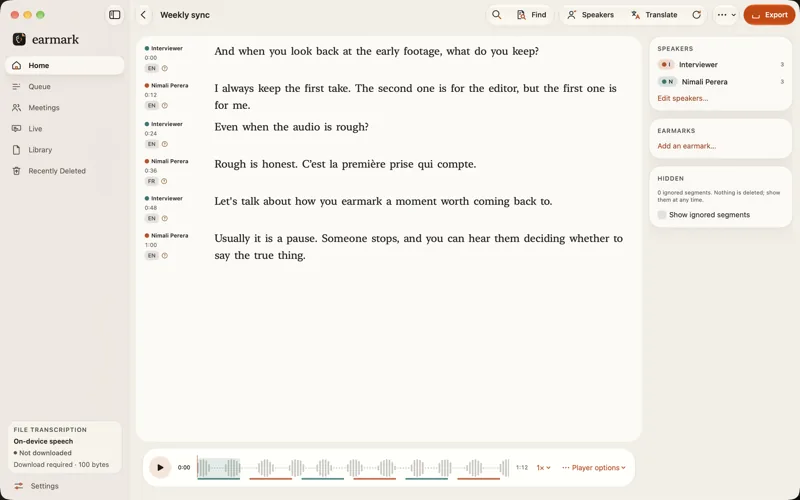 Weekly sync
Find
Speakers
Translate
Export
earmark
Home
Queue
Meetings
Live
Library
Recently Deleted
FILE TRANSCRIPTION
On-device speech
Not downloaded
Download required · 100 bytes
Settings
Interviewer
0:00
EN
And when you look back at the early footage, what do you keep?
Nimali Perera
0:12
EN
I always keep the first take. The second one is for the editor, but the first one is
for me.
Interviewer
0:24
EN
Even when the audio is rough?
Nimali Perera
0:36
FR
Rough is honest. C'est la première prise qui compte.
Interviewer
0:48
EN
Let's talk about how you earmark a moment worth coming back to.
Nimali Perera
1:00
EN
Usually it is a pause. Someone stops, and you can hear them deciding whether to
say the true thing.
0:00
1:12
1×
Player options
SPEAKERS
I Interviewer 3
N Nimali Perera 3
Edit speakers...
EARMARKS
Add an earmark...
HIDDEN
0 ignored segments. Nothing is deleted; show
them at any time.
Show ignored segments